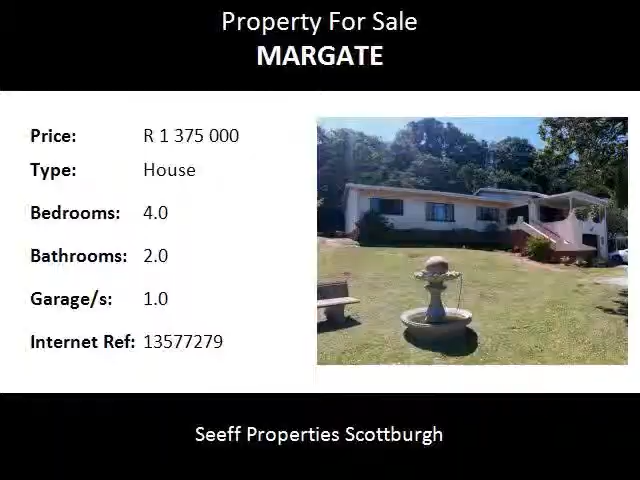 Property For Sale
MARGATE
Price: R 1 375 000
Type: House
Bedrooms: 4.0
Bathrooms: 2.0
Garage/s: 1.0
Internet Ref: 13577279
Seeff Properties Scottburgh